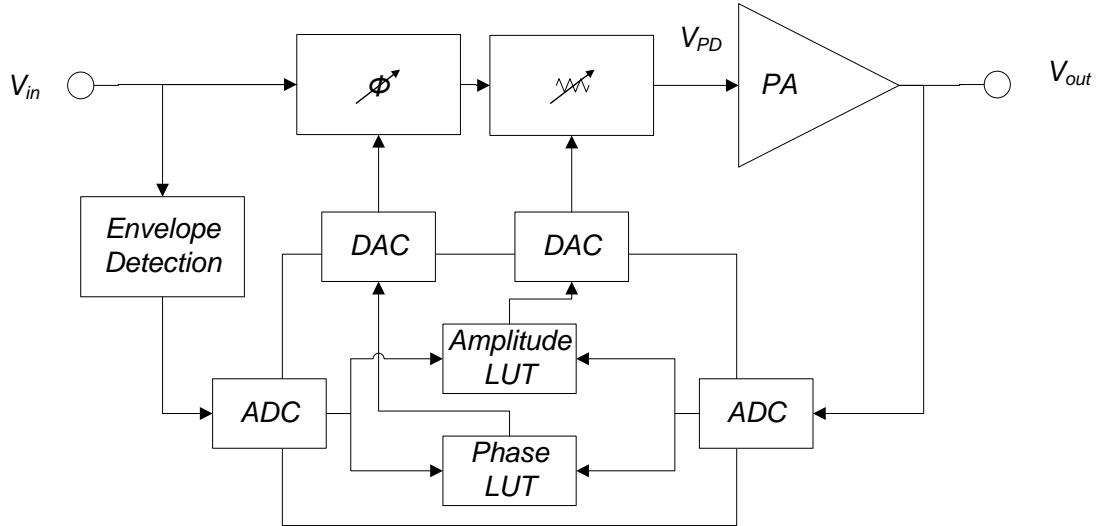 V_in
ϕ
V_PD
PA
V_out
Envelope
Detection
DAC
DAC
Amplitude
LUT
ADC
ADC
Phase
LUT